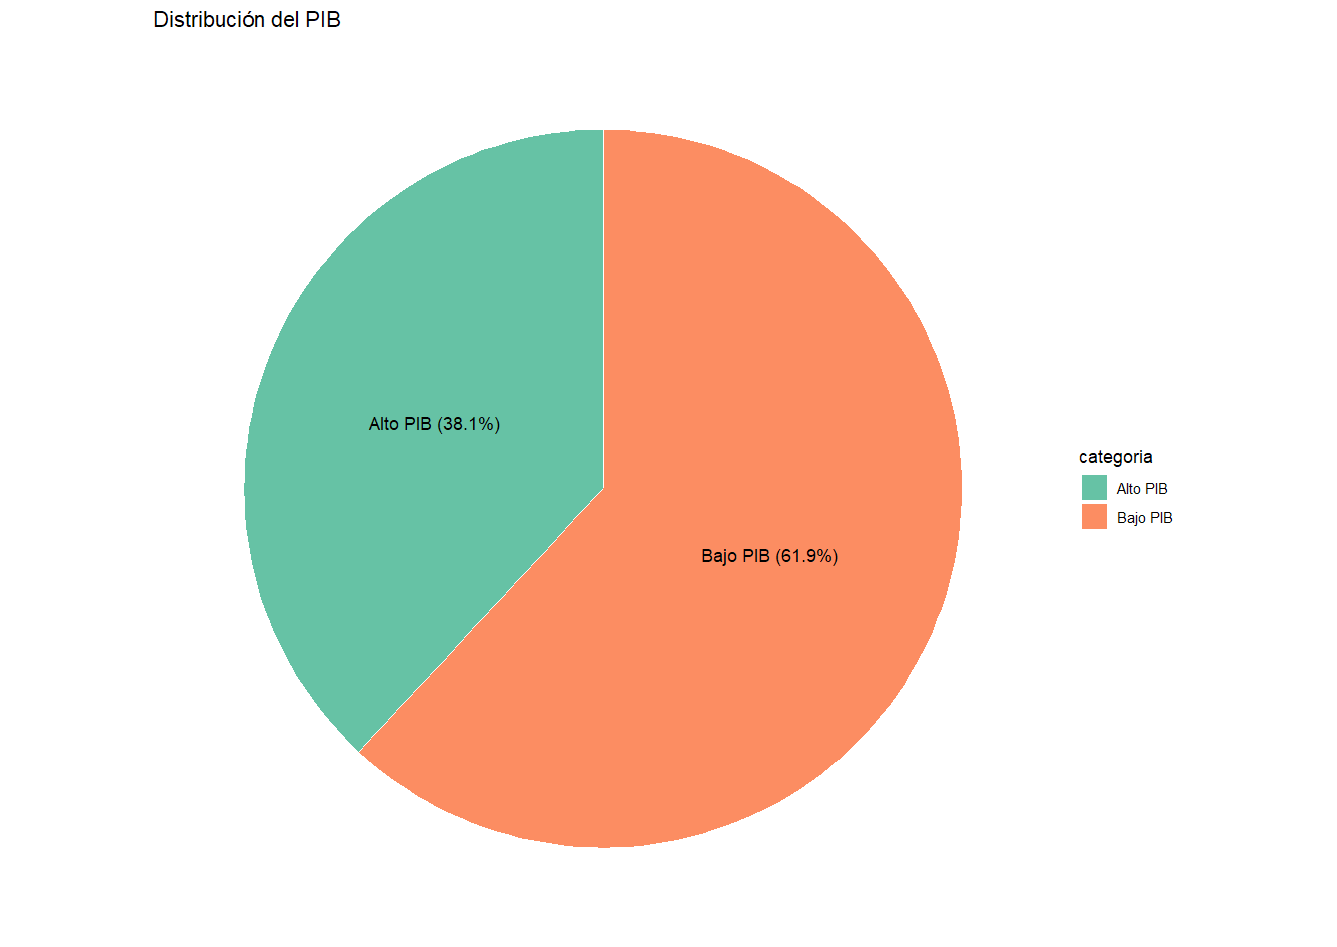 Distribución del PIB
Alto PIB (38.1%)
Bajo PIB (61.9%)
categoria
Alto PIB
Bajo PIB